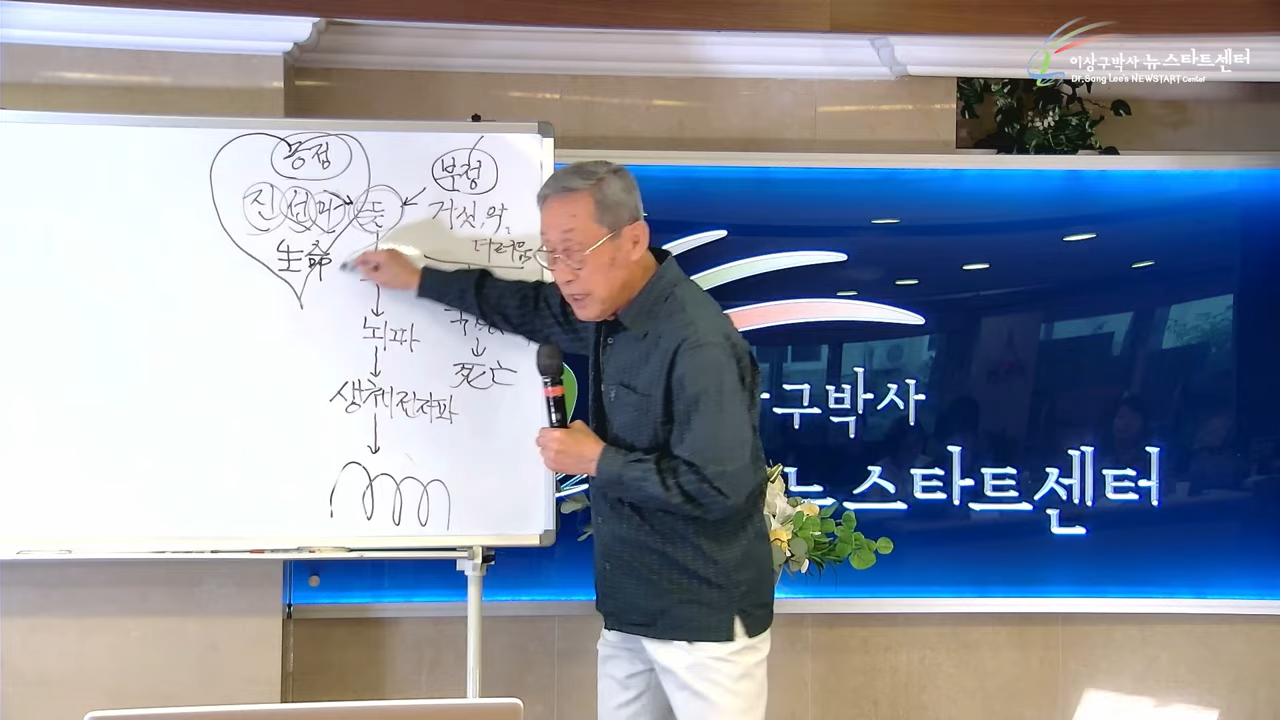 이상구박사 뉴스타트센터
Dr.Sang Lee's NEWSTART Center
긍정
부정
진 선 미
뜻
거짓, 악,
더러움
生命
뇌파
死亡
생체전자파
구박사
뉴스타트센터